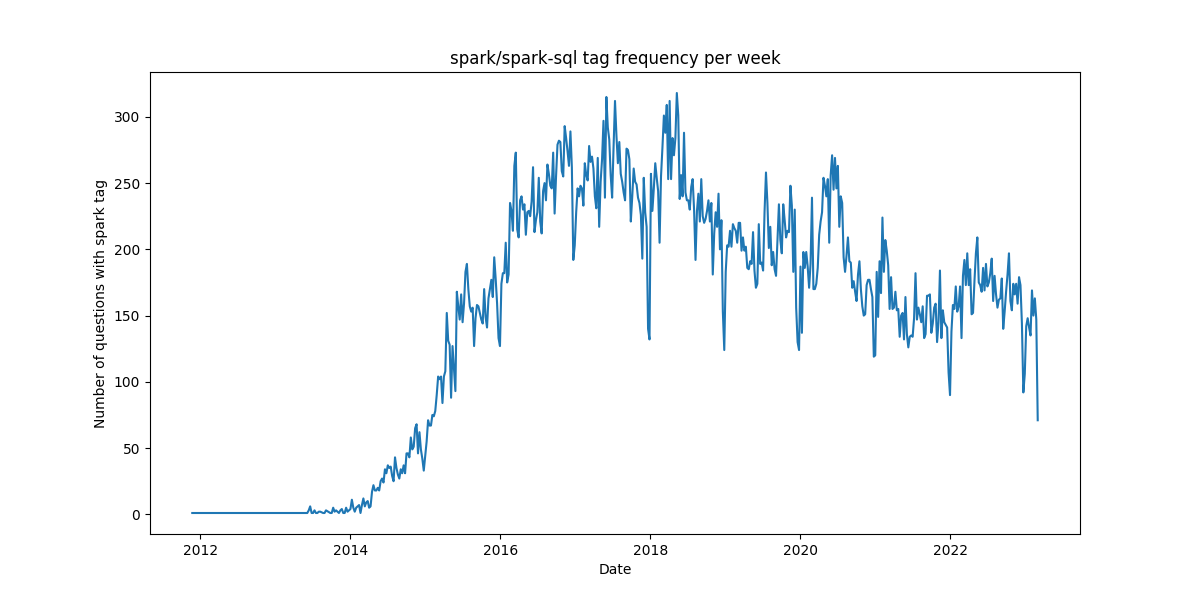 spark/spark-sql tag frequency per week
Number of questions with spark tag
300
250
200
150
100
50
0
2012 2014 2016 2018 2020 2022
Date